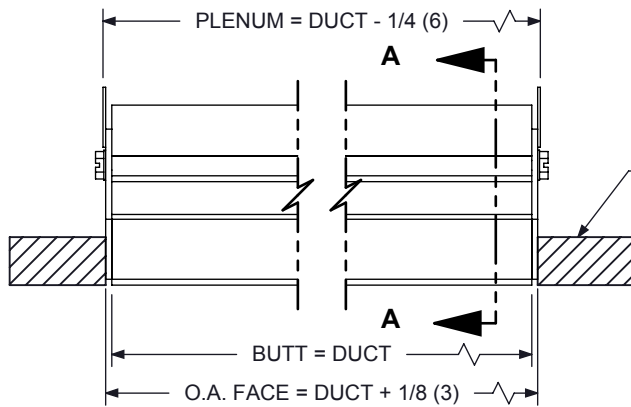 PLENUM = DUCT - 1/4 (6)
A
A
BUTT = DUCT
O.A. FACE = DUCT + 1/8 (3)